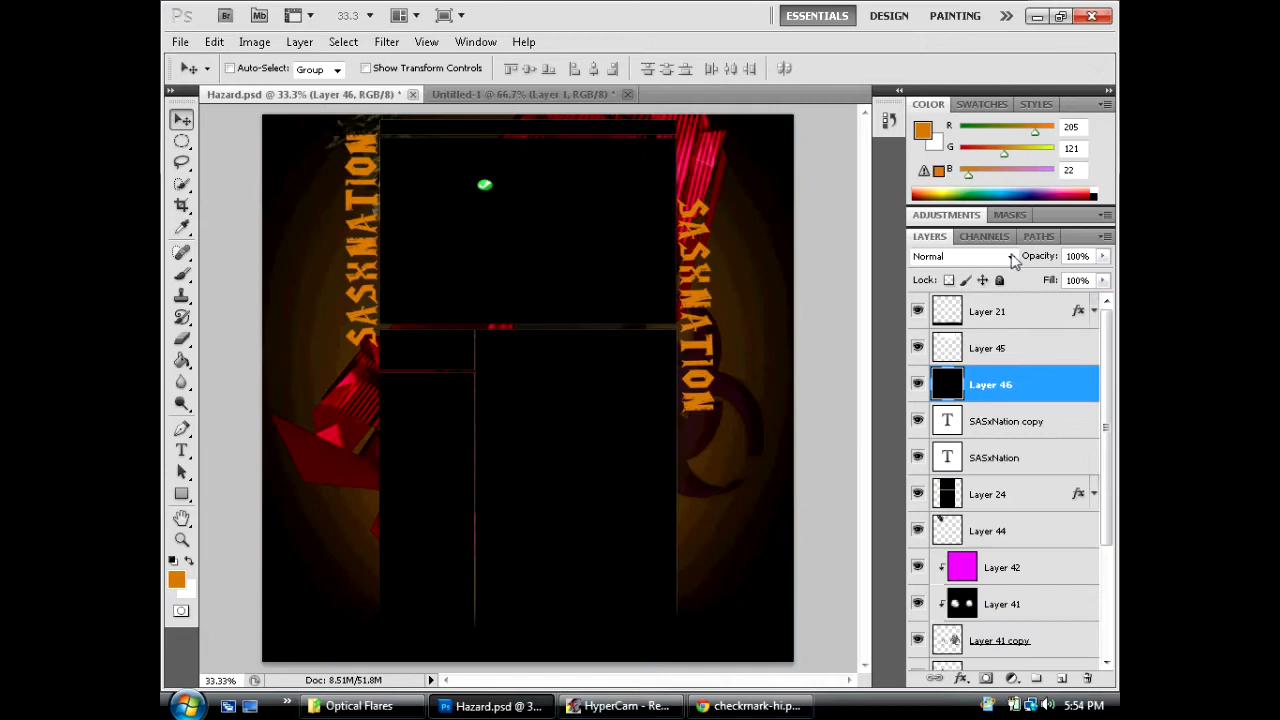 Ps Br Mb 33.3 ESSENTIALS DESIGN PAINTING
File Edit Image Layer Select Filter View Window Help
Auto-Select: Group Show Transform Controls
Hazard.psd @ 33.3% (Layer 46, RGB/8) * Untitled-1 @ 66.7% (Layer 1, RGB/8) *
COLOR SWATCHES STYLES
R 205
G 121
B 22
ADJUSTMENTS MASKS
LAYERS CHANNELS PATHS
Normal Opacity: 100%
Lock: Fill: 100%
SASXNATION
SASXNATION
Layer 21 fx
Layer 45
Layer 46
T SASxNation copy
T SASxNation
Layer 24 fx
Layer 44
Layer 42
Layer 41
Layer 41 copy
33.33% Doc: 8.51M/51.8M
Optical Flares Hazard.psd @ 3... HyperCam - Re... checkmark-hi.p... 5:54 PM